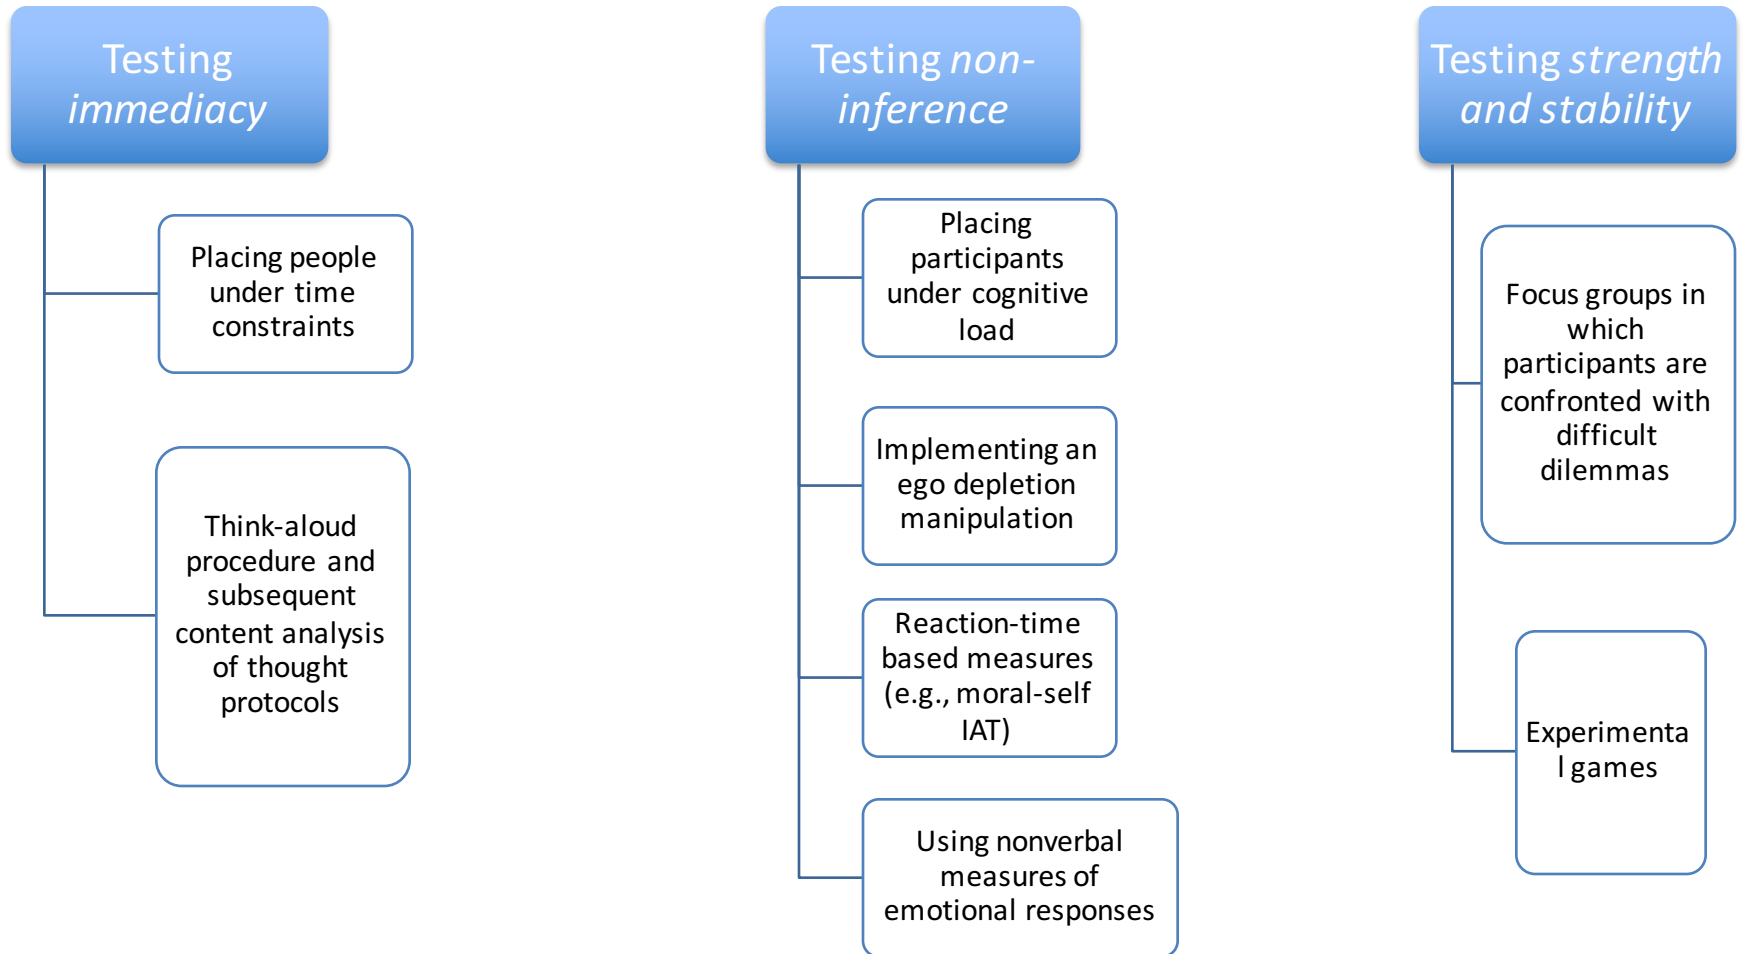 Testing
immediacy
Placing people
under time
constraints
Think-aloud
procedure and
subsequent
content analysis
of thought
protocols
Testing non-
inference
Placing
participants
under cognitive
load
Implementing an
ego depletion
manipulation
Reaction-time
based measures
(e.g., moral-self
IAT)
Using nonverbal
measures of
emotional responses
Testing strength
and stability
Focus groups in
which
participants are
confronted with
difficult
dilemmas
Experimenta
l games